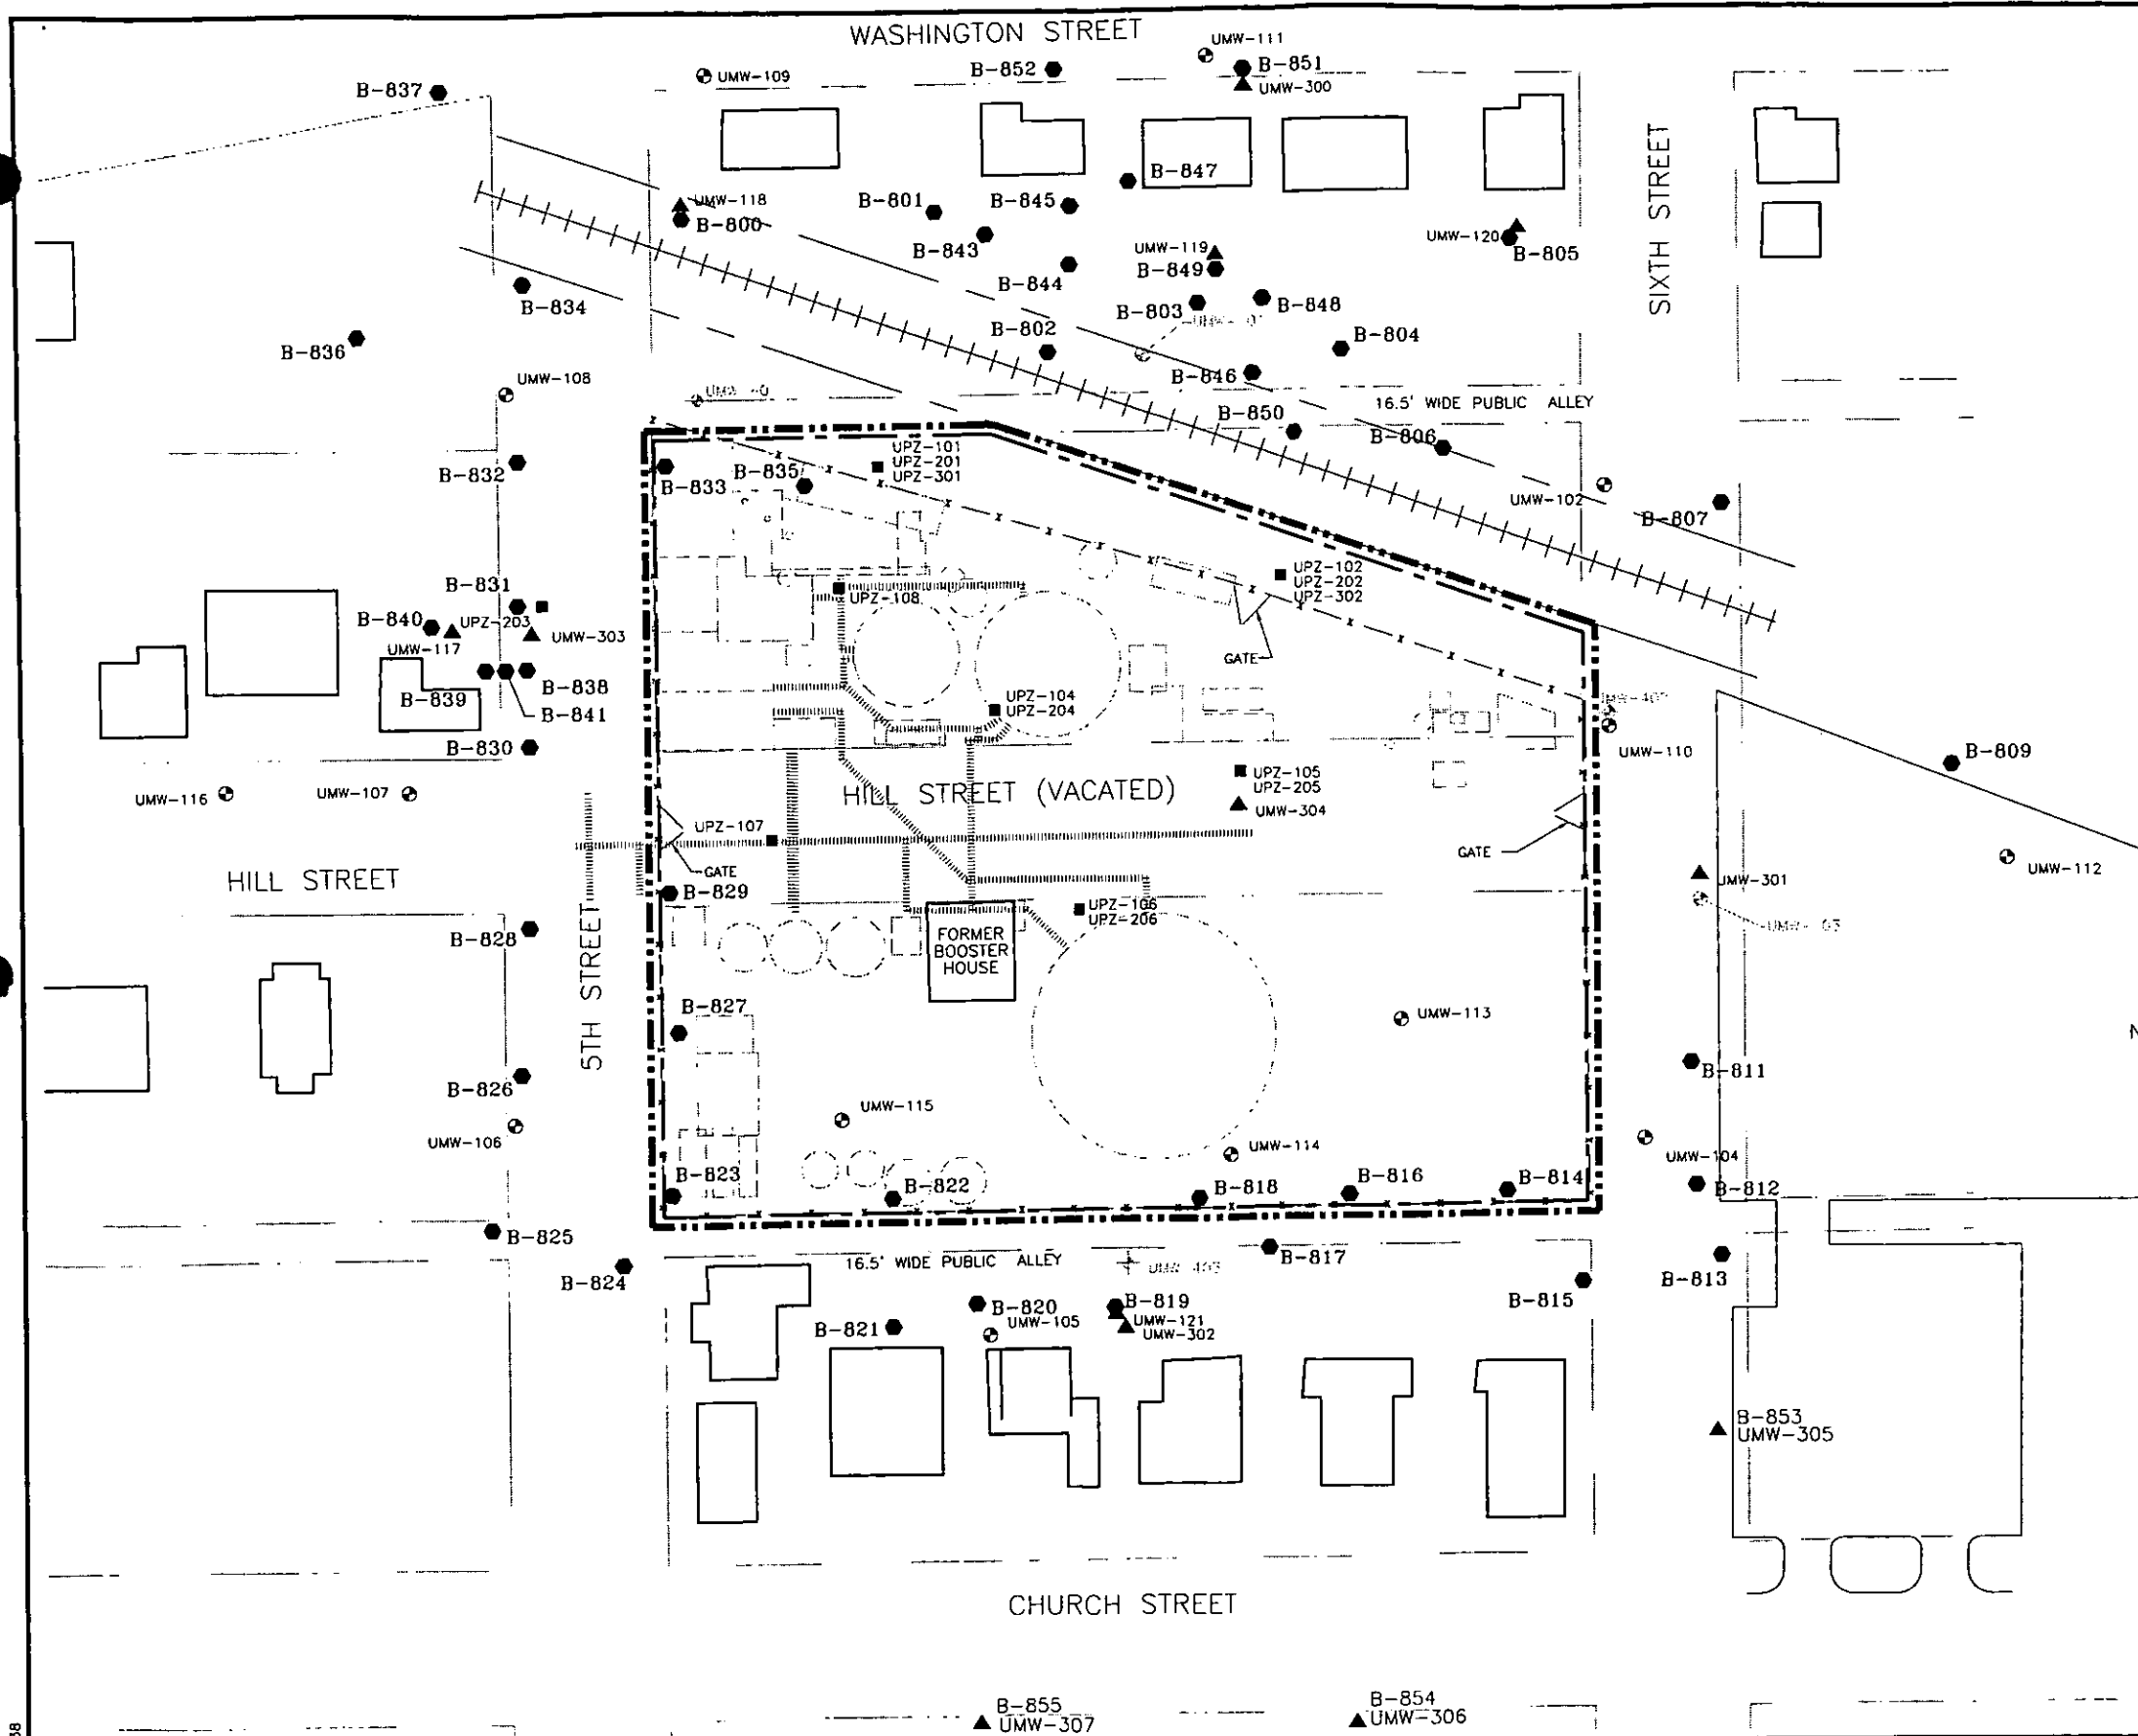 WASHINGTON STREET
UMW-111
B-852
B-851
UMW-109
UMW-300
B-837
B-847
SIXTH STREET
UMW-118
B-801
B-845
B-800
B-843
UMW-119
UMW-120
B-805
B-849
B-844
B-834
B-803
B-848
B-802
B-804
B-836
UMW-108
B-846
16.5' WIDE PUBLIC ALLEY
B-850
B-806
UPZ-101
UPZ-201
UPZ-301
B-832
B-833
B-835
UMW-102
B-807
UPZ-102
UPZ-202
UPZ-302
B-831
UPZ-108
B-840
UPZ-203
UMW-303
UMW-117
GATE
B-838
B-839
B-841
UPZ-104
UPZ-204
B-830
UMW-110
B-809
UPZ-105
UPZ-205
UMW-304
UMW-116
UMW-107
HILL STREET (VACATED)
UPZ-107
GATE
GATE
HILL STREET
B-829
UMW-301
UMW-112
UPZ-106
UPZ-206
B-828
FORMER
BOOSTER
HOUSE
5TH STREET
B-827
UMW-113
B-811
B-826
UMW-115
UMW-106
UMW-114
UMW-104
B-823
B-822
B-818
B-816
B-814
B-812
B-825
16.5' WIDE PUBLIC ALLEY
B-817
B-824
B-815
B-813
B-820
B-819
UMW-105
UMW-121
UMW-302
B-821
B-853
UMW-305
CHURCH STREET
B-855
UMW-307
B-854
UMW-306